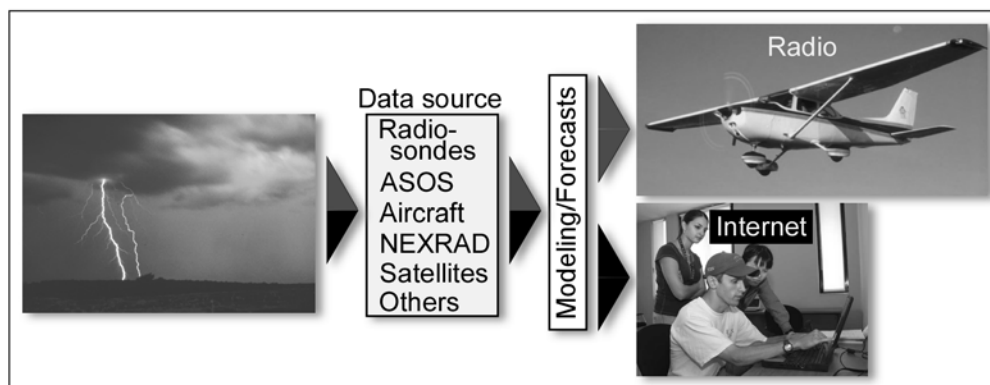 Data source
Radio-
sondes
ASOS
Aircraft
NEXRAD
Satellites
Others
Modeling/Forecasts
Radio
Internet